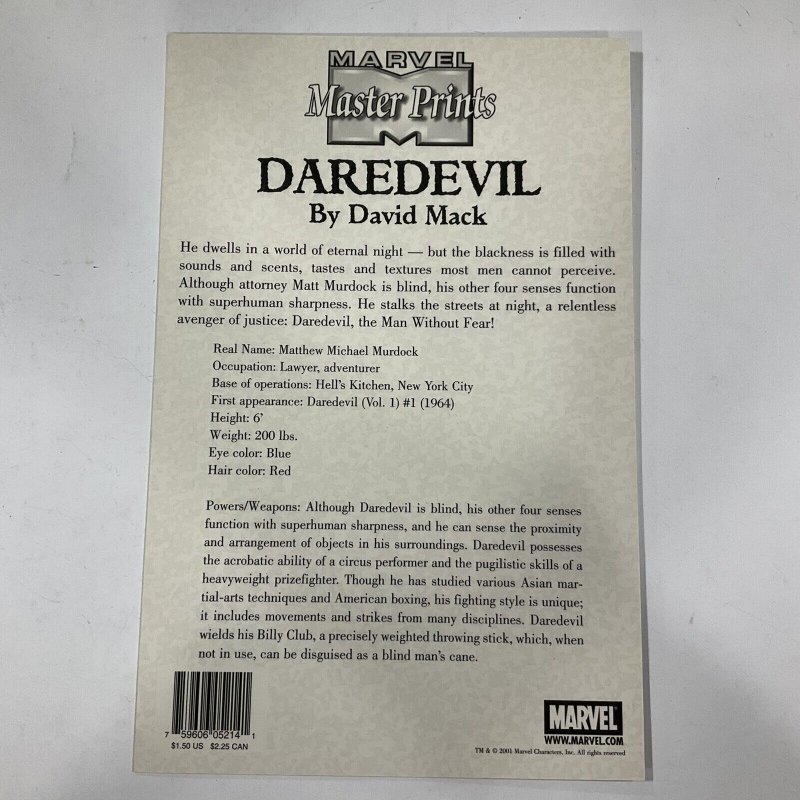 MARVEL
Master Prints
DAREDEVIL
By David Mack
He dwells in a world of eternal night — but the blackness is filled with
sounds and scents, tastes and textures most men cannot perceive.
Although attorney Matt Murdock is blind, his other four senses function
with superhuman sharpness. He stalks the streets at night, a relentless
avenger of justice: Daredevil, the Man Without Fear!
Real Name: Matthew Michael Murdock
Occupation: Lawyer, adventurer
Base of operations: Hell's Kitchen, New York City
First appearance: Daredevil (Vol. 1) #1 (1964)
Height: 6'
Weight: 200 lbs.
Eye color: Blue
Hair color: Red
Powers/Weapons: Although Daredevil is blind, his other four senses
function with superhuman sharpness, and he can sense the proximity
and arrangement of objects in his surroundings. Daredevil possesses
the acrobatic ability of a circus performer and the pugilistic skills of a
heavyweight prizefighter. Though he has studied various Asian mar-
tial-arts techniques and American boxing, his fighting style is unique;
it includes movements and strikes from many disciplines. Daredevil
wields his Billy Club, a precisely weighted throwing stick, which, when
not in use, can be disguised as a blind man's cane.
7 59606 05214 1
$1.50 US $2.25 CAN
MARVEL
WWW.MARVEL.COM
TM & © 2001 Marvel Characters, Inc. All rights reserved